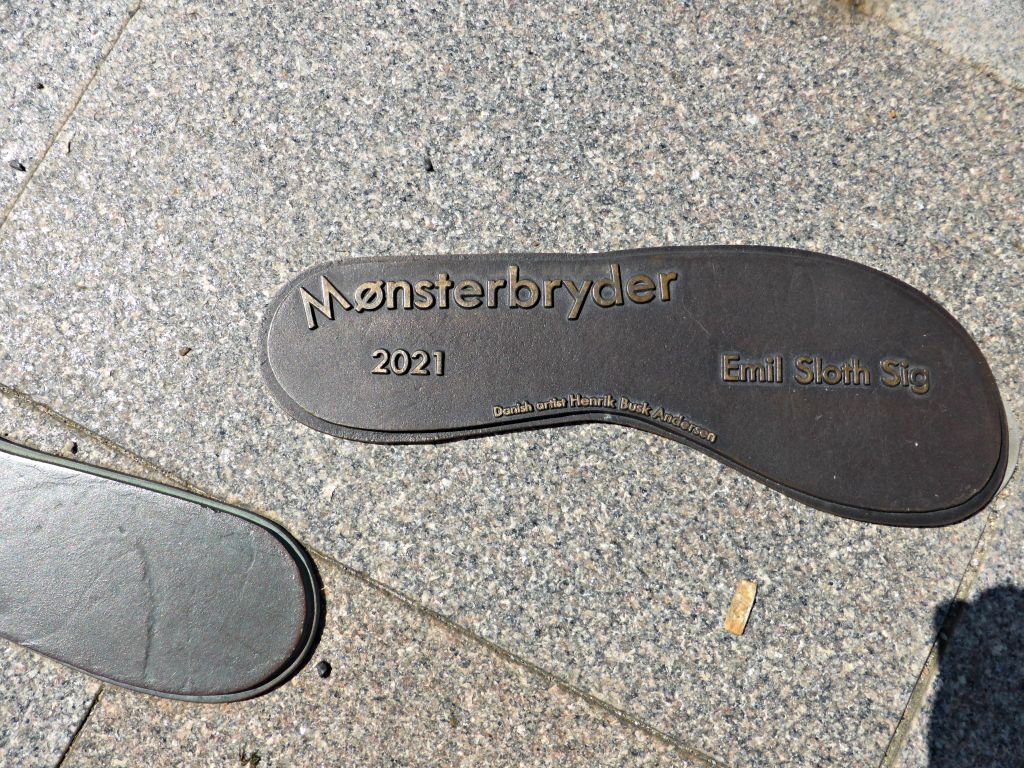 Mønsterbryder
2021
Emil Sloth Sig
Danish artist Henrik Busk Andersen